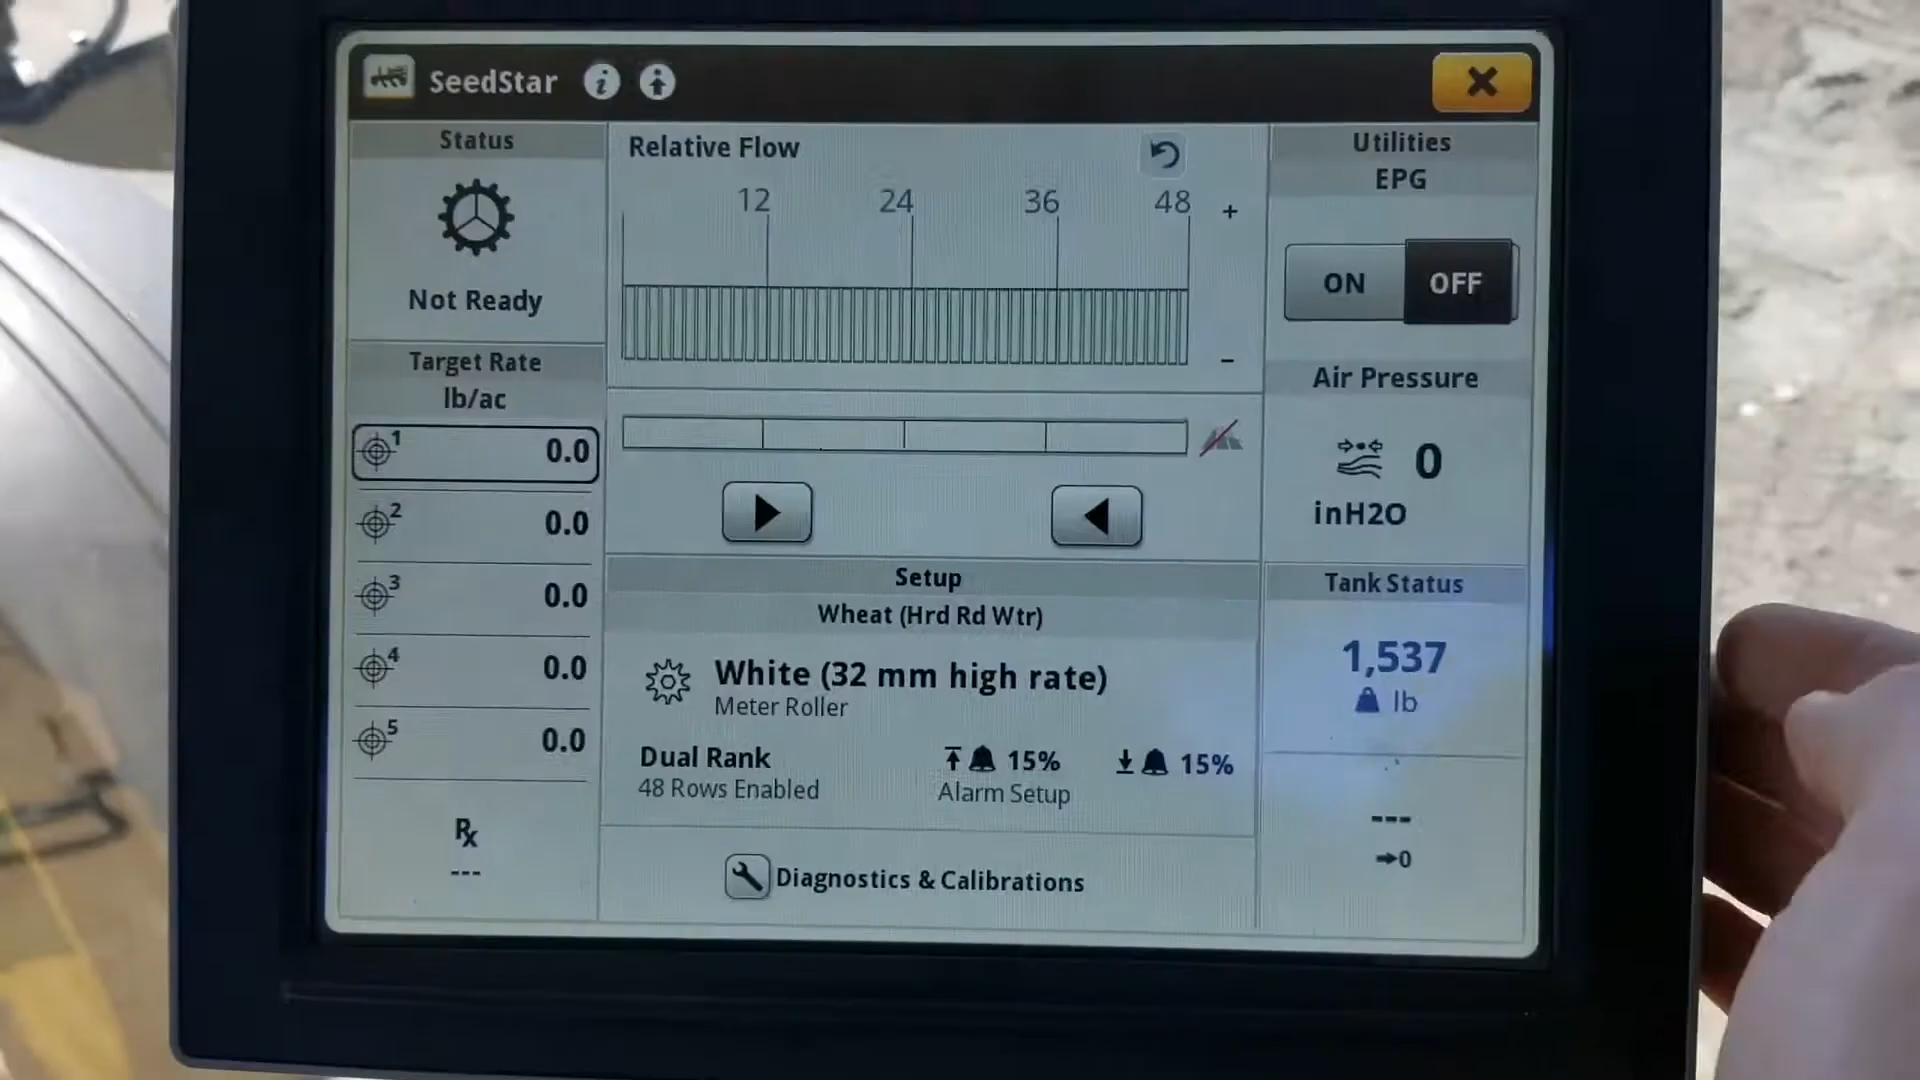 SeedStar
Status
Not Ready
Target Rate
lb/ac
1 0.0
2 0.0
3 0.0
4 0.0
5 0.0
Rx
---
Relative Flow
12 24 36 48
+
-
Setup
Wheat (Hrd Rd Wtr)
White (32 mm high rate)
Meter Roller
Dual Rank
48 Rows Enabled
15% 15%
Alarm Setup
Diagnostics & Calibrations
Utilities
EPG
ON OFF
Air Pressure
0
inH2O
Tank Status
1,537
lb
---
→0